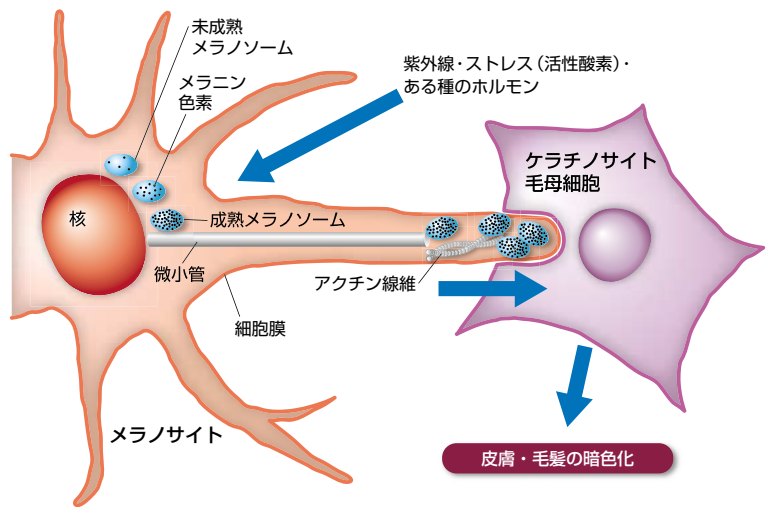 未成熟
メラノソーム
メラニン
色素
紫外線・ストレス（活性酸素）・
ある種のホルモン
ケラチノサイト
毛母細胞
核
成熟メラノソーム
微小管
アクチン線維
細胞膜
メラノサイト
皮膚・毛髪の暗色化